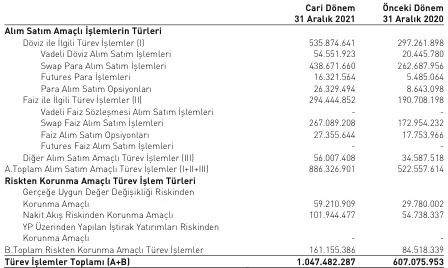 Cari Dönem Önceki Dönem
31 Aralık 2021 31 Aralık 2020
Alım Satım Amaçlı İşlemlerin Türleri
Döviz ile İlgili Türev İşlemler (I) 535.874.641 297.261.898
Vadeli Döviz Alım Satım İşlemleri 54.551.923 20.445.780
Swap Para Alım Satım İşlemleri 438.671.660 262.687.956
Futures Para İşlemleri 16.321.564 5.485.064
Para Alım Satım Opsiyonları 26.329.494 8.643.098
Faiz ile İlgili Türev İşlemler (II) 294.444.852 190.708.198
Vadeli Faiz Sözleşmesi Alım Satım İşlemleri - -
Swap Faiz Alım Satım İşlemleri 267.089.208 172.954.232
Faiz Alım Satım Opsiyonları 27.355.644 17.753.966
Futures Faiz Alım Satım İşlemleri - -
Diğer Alım Satım Amaçlı Türev İşlemler (III) 56.007.408 34.587.518
A.Toplam Alım Satım Amaçlı Türev İşlemler (I+II+III) 886.326.901 522.557.614
Riskten Korunma Amaçlı Türev İşlem Türleri
Gerçeğe Uygun Değer Değişikliği Riskinden
Korunma Amaçlı 59.210.909 29.780.002
Nakit Akış Riskinden Korunma Amaçlı 101.944.477 54.738.337
YP Üzerinden Yapılan İştirak Yatırımları Riskinden
Korunma Amaçlı - -
B.Toplam Riskten Korunma Amaçlı Türev İşlemler 161.155.386 84.518.339
Türev İşlemler Toplamı (A+B) 1.047.482.287 607.075.953